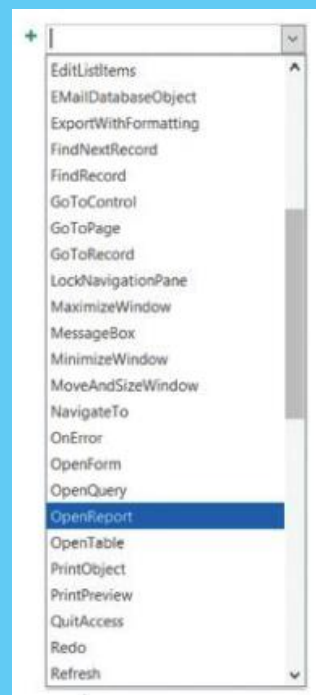 EditListItems
EMailDatabaseObject
ExportWithFormatting
FindNextRecord
FindRecord
GoToControl
GoToPage
GoToRecord
LockNavigationPane
MaximizeWindow
MessageBox
MinimizeWindow
MoveAndSizeWindow
NavigateTo
OnError
OpenForm
OpenQuery
OpenReport
OpenTable
PrintObject
PrintPreview
QuitAccess
Redo
Refresh